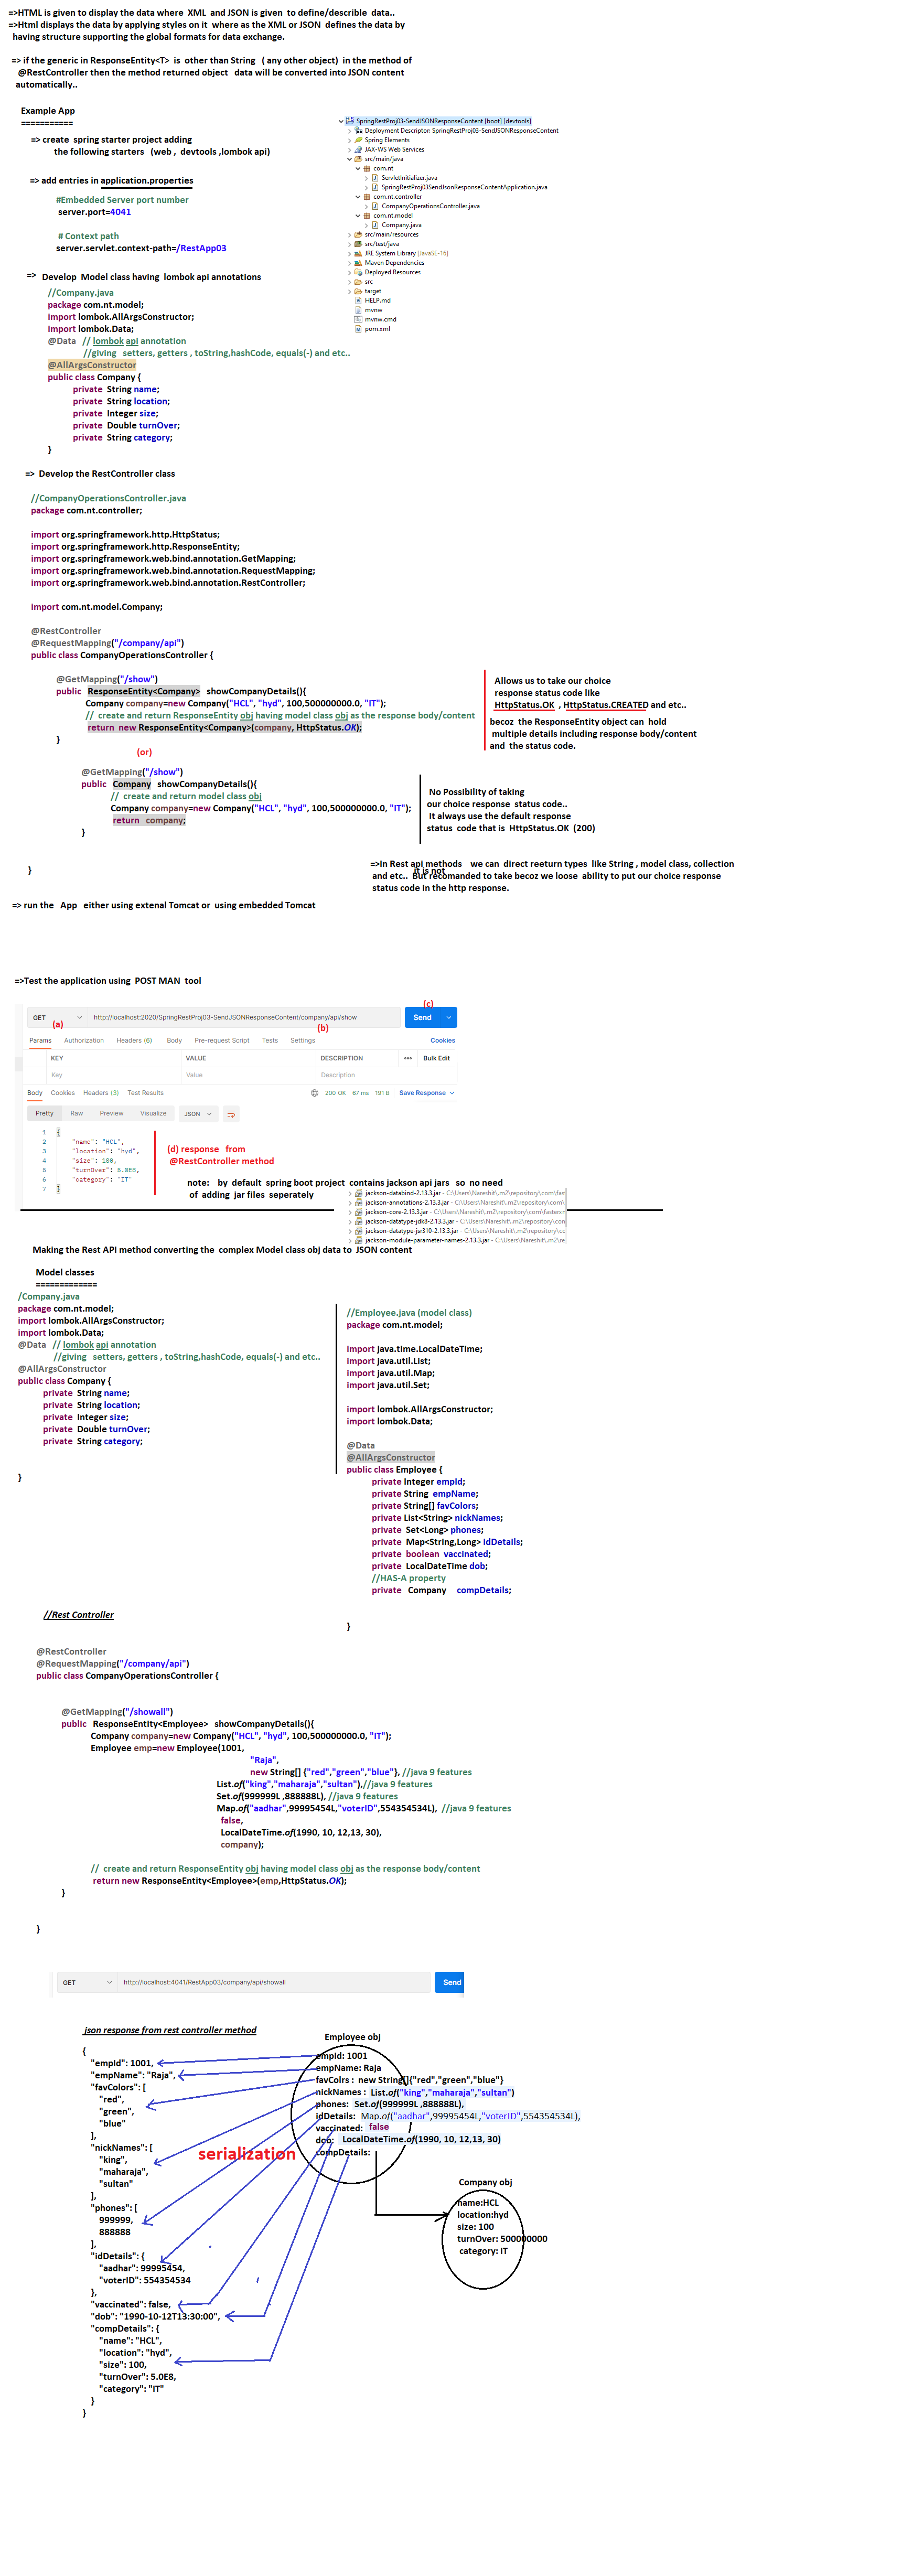 =>HTML is given to display the data where XML and JSON is given to define/describle data..
=>Html displays the data by applying styles on it where as the XML or JSON defines the data by
having structure supporting the global formats for data exchange.
=> if the generic in ResponseEntity<T> is other than String ( any other object) in the method of
@RestController then the method returned object data will be converted into JSON content
automatically..
Example App
===========
=> create spring starter project adding
the following starters (web , devtools ,lombok api)
=> add entries in application.properties
#Embedded Server port number
server.port=4041
# Context path
server.servlet.context-path=/RestApp03
SpringRestProj03-SendJSONResponseContent [boot] [devtools]
Deployment Descriptor: SpringRestProj03-SendJSONResponseContent
Spring Elements
JAX-WS Web Services
src/main/java
com.nt
ServletInitializer.java
SpringRestProj03SendJsonResponseContentApplication.java
com.nt.controller
CompanyOperationsController.java
com.nt.model
Company.java
src/main/resources
src/test/java
JRE System Library [JavaSE-16]
Maven Dependencies
Deployed Resources
src
target
HELP.md
mvnw
mvnw.cmd
pom.xml
=> Develop Model class having lombok api annotations
//Company.java
package com.nt.model;
import lombok.AllArgsConstructor;
import lombok.Data;
@Data // lombok api annotation
//giving setters, getters , toString,hashCode, equals(-) and etc..
@AllArgsConstructor
public class Company {
private String name;
private String location;
private Integer size;
private Double turnOver;
private String category;
}
=> Develop the RestController class
//CompanyOperationsController.java
package com.nt.controller;
import org.springframework.http.HttpStatus;
import org.springframework.http.ResponseEntity;
import org.springframework.web.bind.annotation.GetMapping;
import org.springframework.web.bind.annotation.RequestMapping;
import org.springframework.web.bind.annotation.RestController;
import com.nt.model.Company;
@RestController
@RequestMapping("/company/api")
public class CompanyOperationsController {
@GetMapping("/show")
public ResponseEntity<Company> showCompanyDetails(){
Company company=new Company("HCL", "hyd", 100,500000000.0, "IT");
// create and return ResponseEntity obj having model class obj as the response body/content
return new ResponseEntity<Company>(company, HttpStatus.OK);
}
Allows us to take our choice
response status code like
HttpStatus.OK , HttpStatus.CREATED and etc..
becoz the ResponseEntity object can hold
multiple details including response body/content
and the status code.
(or)
@GetMapping("/show")
public Company showCompanyDetails(){
// create and return model class obj
Company company=new Company("HCL", "hyd", 100,500000000.0, "IT");
return company;
}
No Possibility of taking
our choice response status code..
It always use the default response
status code that is HttpStatus.OK (200)
}
=>In Rest api methods we can direct reeturn types like String , model class, collection
it is not
and etc.. But recomanded to take becoz we loose ability to put our choice response
status code in the http response.
=> run the App either using extenal Tomcat or using embedded Tomcat
=>Test the application using POST MAN tool
(c)
GET http://localhost:2020/SpringRestProj03-SendJSONResponseContent/company/api/show Send
(a)
(b)
Params Authorization Headers (6) Body Pre-request Script Tests Settings Cookies
KEY VALUE DESCRIPTION ••• Bulk Edit
Key Value Description
Body Cookies Headers (3) Test Results 200 OK 67 ms 191 B Save Response
Pretty Raw Preview Visualize JSON
1 {
2 "name": "HCL",
3 "location": "hyd",
4 "size": 100,
5 "turnOver": 5.0E8,
6 "category": "IT"
7 }
(d) response from
@RestController method
note: by default spring boot project contains jackson api jars so no need
of adding jar files seperately
jackson-databind-2.13.3.jar - C:\Users\Nareshit\.m2\repository\com\fas
jackson-annotations-2.13.3.jar - C:\Users\Nareshit\.m2\repository\com\
jackson-core-2.13.3.jar - C:\Users\Nareshit\.m2\repository\com\fasterxr
jackson-datatype-jdk8-2.13.3.jar - C:\Users\Nareshit\.m2\repository\con
jackson-datatype-jsr310-2.13.3.jar - C:\Users\Nareshit\.m2\repository\cc
jackson-module-parameter-names-2.13.3.jar - C:\Users\Nareshit\.m2\re
Making the Rest API method converting the complex Model class obj data to JSON content
Model classes
=============
/Company.java
package com.nt.model;
import lombok.AllArgsConstructor;
import lombok.Data;
@Data // lombok api annotation
//giving setters, getters , toString,hashCode, equals(-) and etc..
@AllArgsConstructor
public class Company {
private String name;
private String location;
private Integer size;
private Double turnOver;
private String category;
}
//Employee.java (model class)
package com.nt.model;
import java.time.LocalDateTime;
import java.util.List;
import java.util.Map;
import java.util.Set;
import lombok.AllArgsConstructor;
import lombok.Data;
@Data
@AllArgsConstructor
public class Employee {
private Integer empId;
private String empName;
private String[] favColors;
private List<String> nickNames;
private Set<Long> phones;
private Map<String,Long> idDetails;
private boolean vaccinated;
private LocalDateTime dob;
//HAS-A property
private Company compDetails;
}
//Rest Controller
@RestController
@RequestMapping("/company/api")
public class CompanyOperationsController {
@GetMapping("/showall")
public ResponseEntity<Employee> showCompanyDetails(){
Company company=new Company("HCL", "hyd", 100,500000000.0, "IT");
Employee emp=new Employee(1001,
"Raja",
new String[] {"red","green","blue"}, //java 9 features
List.of("king","maharaja","sultan"),//java 9 features
Set.of(999999L ,888888L), //java 9 features
Map.of("aadhar",99995454L,"voterID",554354534L), //java 9 features
false,
LocalDateTime.of(1990, 10, 12,13, 30),
company);
// create and return ResponseEntity obj having model class obj as the response body/content
return new ResponseEntity<Employee>(emp,HttpStatus.OK);
}
}
GET http://localhost:4041/RestApp03/company/api/showall Send
json response from rest controller method
{
"empId": 1001,
"empName": "Raja",
"favColors": [
"red",
"green",
"blue"
],
"nickNames": [
"king",
"maharaja",
"sultan"
],
"phones": [
999999,
888888
],
"idDetails": {
"aadhar": 99995454,
"voterID": 554354534
},
"vaccinated": false,
"dob": "1990-10-12T13:30:00",
"compDetails": {
"name": "HCL",
"location": "hyd",
"size": 100,
"turnOver": 5.0E8,
"category": "IT"
}
}
serialization
Employee obj
empId: 1001
empName: Raja
favColrs : new String[]{"red","green","blue"}
nickNames : List.of("king","maharaja","sultan")
phones: Set.of(999999L ,888888L),
idDetails: Map.of("aadhar",99995454L,"voterID",554354534L),
vaccinated: false
dob: LocalDateTime.of(1990, 10, 12,13, 30)
compDetails:
Company obj
name:HCL
location:hyd
size: 100
turnOver: 500000000
category: IT